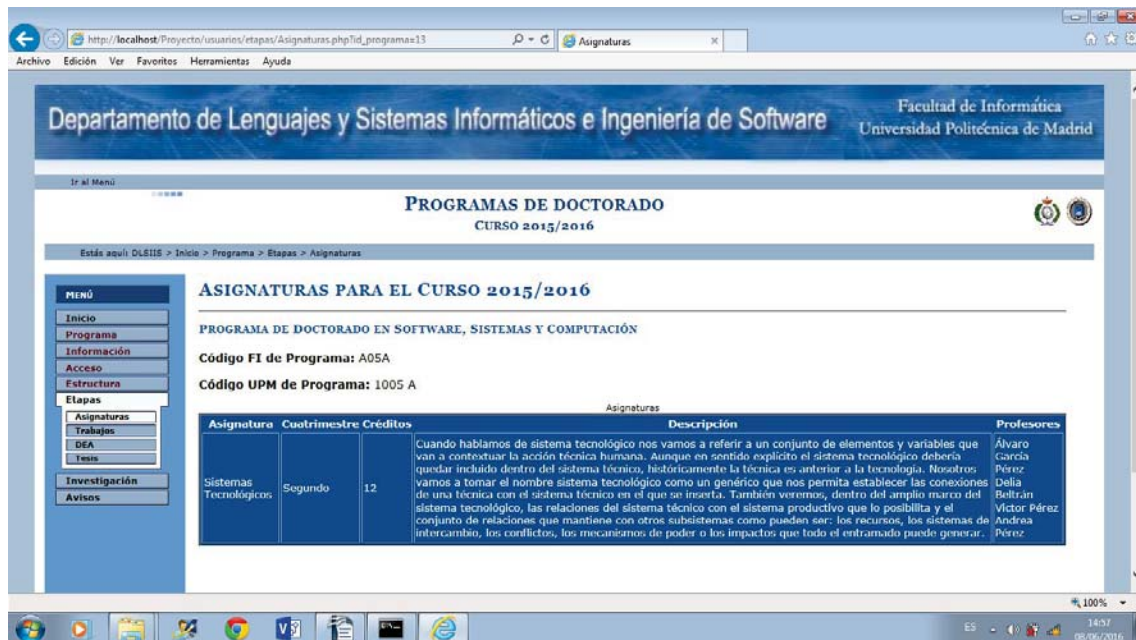 http://localhost/Proyecto/usuarios/etapas/Asignaturas.php?id_programa=13
Asignaturas
Archivo Edición Ver Favoritos Herramientas Ayuda
Departamento de Lenguajes y Sistemas Informáticos e Ingeniería de Software
Facultad de Informática
Universidad Politécnica de Madrid
Ir al Menú
PROGRAMAS DE DOCTORADO
CURSO 2015/2016
Estás aquí: DLSIIS > Inicio > Programa > Etapas > Asignaturas
MENÚ
Inicio
Programa
Información
Acceso
Estructura
Etapas
Asignaturas
Trabajos
DEA
Tesis
Investigación
Avisos
ASIGNATURAS PARA EL CURSO 2015/2016
PROGRAMA DE DOCTORADO EN SOFTWARE, SISTEMAS Y COMPUTACIÓN
Código FI de Programa: A05A
Código UPM de Programa: 1005 A
Asignaturas
Asignatura Cuatrimestre Créditos Descripción Profesores
Sistemas
Tecnológicos
Segundo
12
Cuando hablamos de sistema tecnológico nos vamos a referir a un conjunto de elementos y variables que
van a contextuar la acción técnica humana. Aunque en sentido explícito el sistema tecnológico debería
quedar incluido dentro del sistema técnico, históricamente la técnica es anterior a la tecnología. Nosotros
vamos a tomar el nombre sistema tecnológico como un genérico que nos permita establecer las conexiones
de una técnica con el sistema técnico en el que se inserta. También veremos, dentro del amplio marco del
sistema tecnológico, las relaciones del sistema técnico con el sistema productivo que lo posibilita y el
conjunto de relaciones que mantiene con otros subsistemas como pueden ser: los recursos, los sistemas de
intercambio, los conflictos, los mecanismos de poder o los impactos que todo el entramado puede generar.
Álvaro
García
Pérez
Delia
Beltrán
Victor Pérez
Andrea
Pérez
100%
ES
14:57
08/06/2016